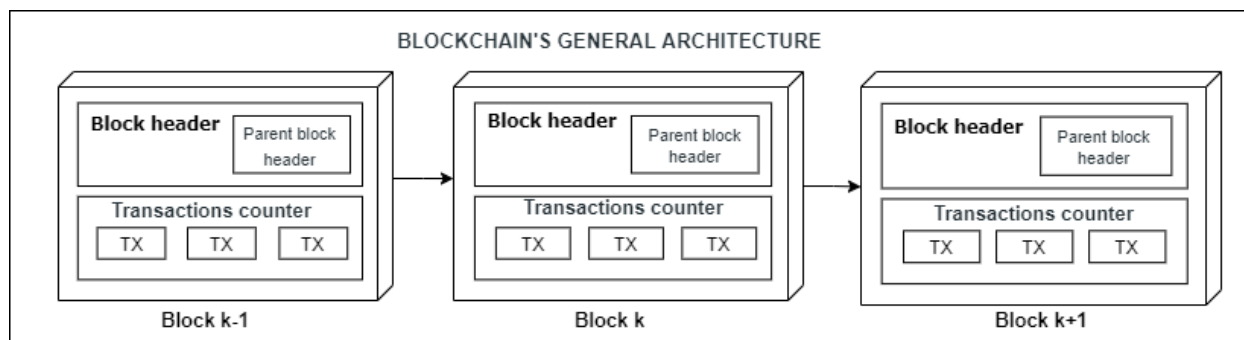 BLOCKCHAIN'S GENERAL ARCHITECTURE
Block header
Parent block
header
Transactions counter
TX TX TX
Block k-1
Block header
Parent block
header
Transactions counter
TX TX TX
Block k
Block header
Parent block
header
Transactions counter
TX TX TX
Block k+1